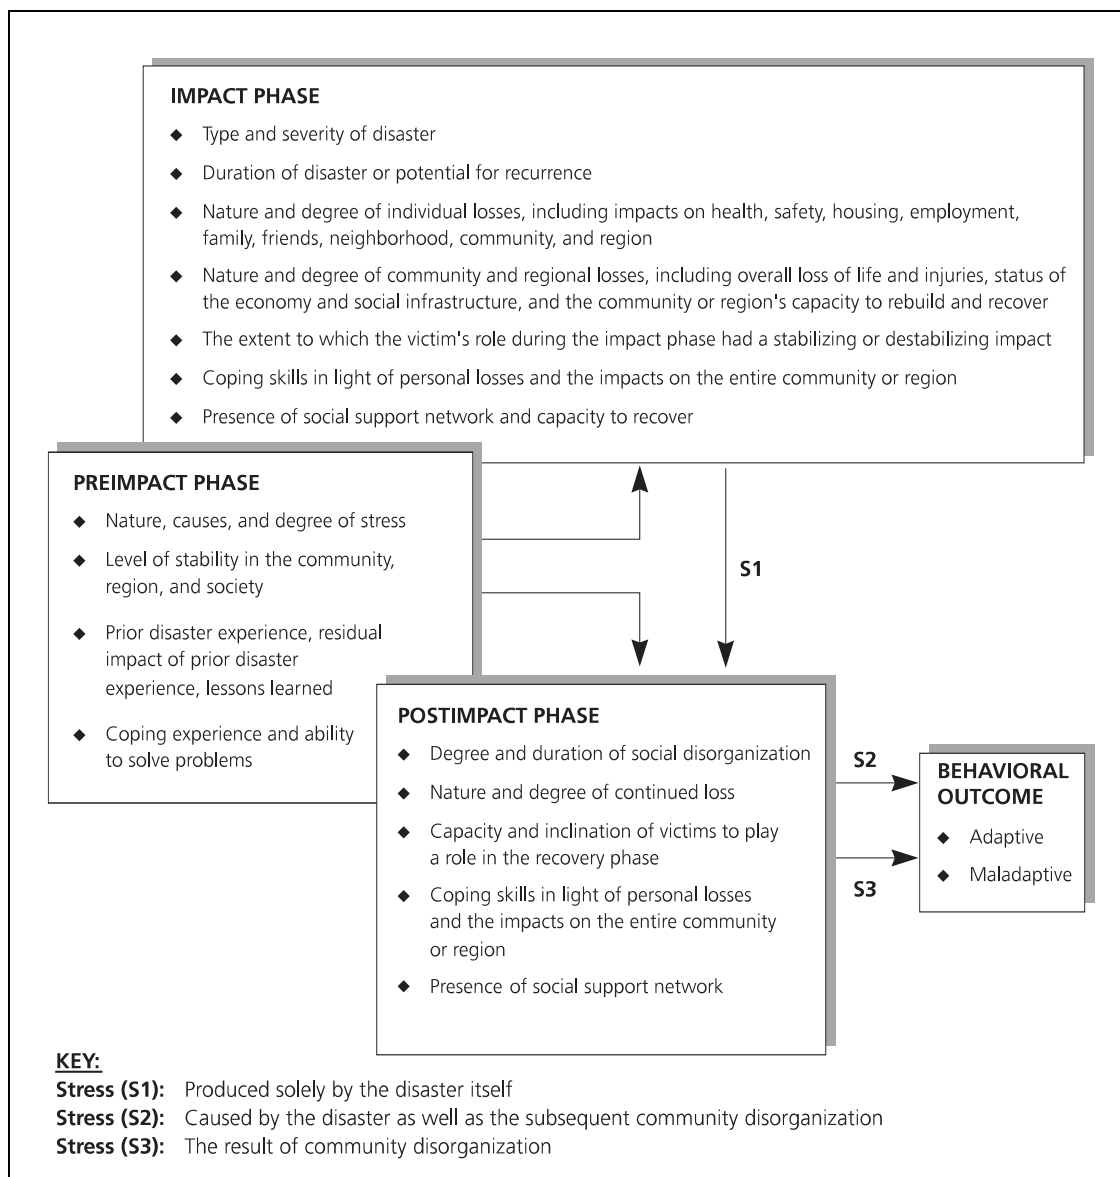 IMPACT PHASE
◆ Type and severity of disaster
◆ Duration of disaster or potential for recurrence
◆ Nature and degree of individual losses, including impacts on health, safety, housing, employment,
family, friends, neighborhood, community, and region
◆ Nature and degree of community and regional losses, including overall loss of life and injuries, status of
the economy and social infrastructure, and the community or region's capacity to rebuild and recover
◆ The extent to which the victim's role during the impact phase had a stabilizing or destabilizing impact
◆ Coping skills in light of personal losses and the impacts on the entire community or region
◆ Presence of social support network and capacity to recover
PREIMPACT PHASE
◆ Nature, causes, and degree of stress
◆ Level of stability in the community,
region, and society
◆ Prior disaster experience, residual
impact of prior disaster
experience, lessons learned
◆ Coping experience and ability
to solve problems
S1
POSTIMPACT PHASE
◆ Degree and duration of social disorganization
◆ Nature and degree of continued loss
◆ Capacity and inclination of victims to play
a role in the recovery phase
◆ Coping skills in light of personal losses
and the impacts on the entire community
or region
◆ Presence of social support network
S2
S3
BEHAVIORAL
OUTCOME
◆ Adaptive
◆ Maladaptive
KEY:
Stress (S1): Produced solely by the disaster itself
Stress (S2): Caused by the disaster as well as the subsequent community disorganization
Stress (S3): The result of community disorganization